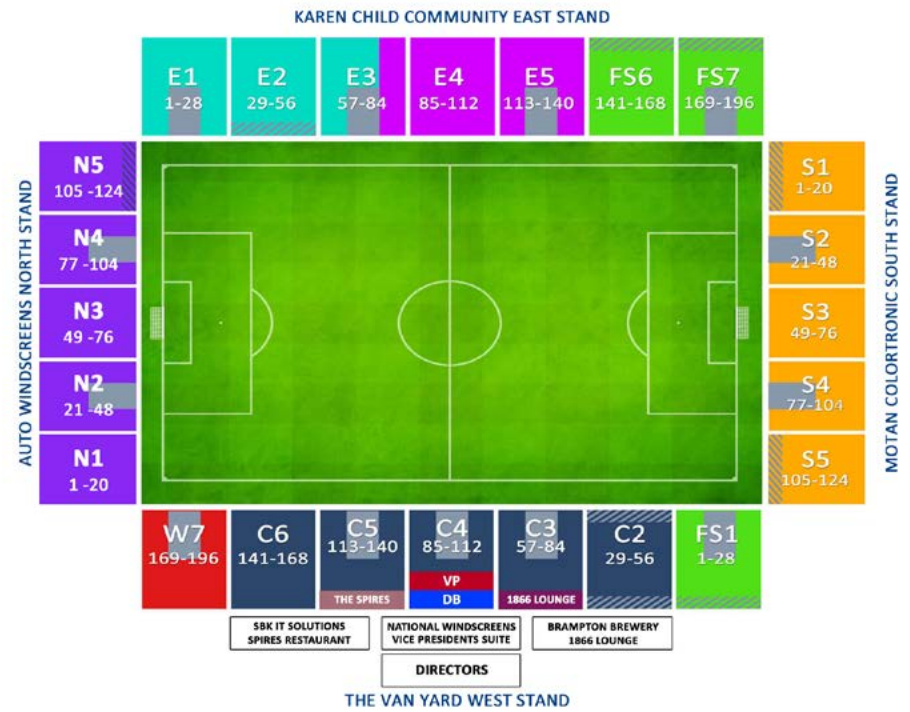 KAREN CHILD COMMUNITY EAST STAND
E1
1-28
E2
29-56
E3
57-84
E4
85-112
E5
113-140
FS6
141-168
FS7
169-196
AUTO WINDSCREENS NORTH STAND
N5
105 -124
N4
77 -104
N3
49 -76
N2
21 -48
N1
1 -20
S1
1-20
S2
21-48
S3
49-76
S4
77-104
S5
105-124
MOTAN COLORTRONIC SOUTH STAND
W7
169-196
C6
141-168
C5
113-140
THE SPIRES
C4
85-112
VP
DB
C3
57-84
1866 LOUNGE
C2
29-56
FS1
1-28
SBK IT SOLUTIONS
SPIRES RESTAURANT
NATIONAL WINDSCREENS
VICE PRESIDENTS SUITE
BRAMPTON BREWERY
1866 LOUNGE
DIRECTORS
THE VAN YARD WEST STAND